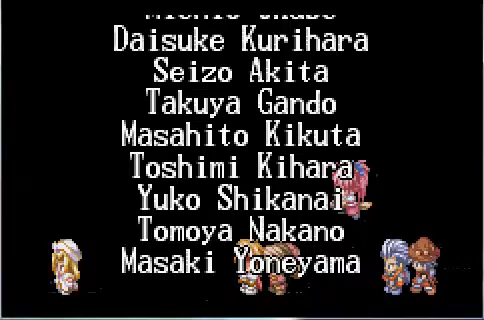 Daisuke Kurihara
Seizo Akita
Takuya Gando
Masahito Kikuta
Toshimi Kihara
Yuko Shikanai
Tomoya Nakano
Masaki Yoneyama